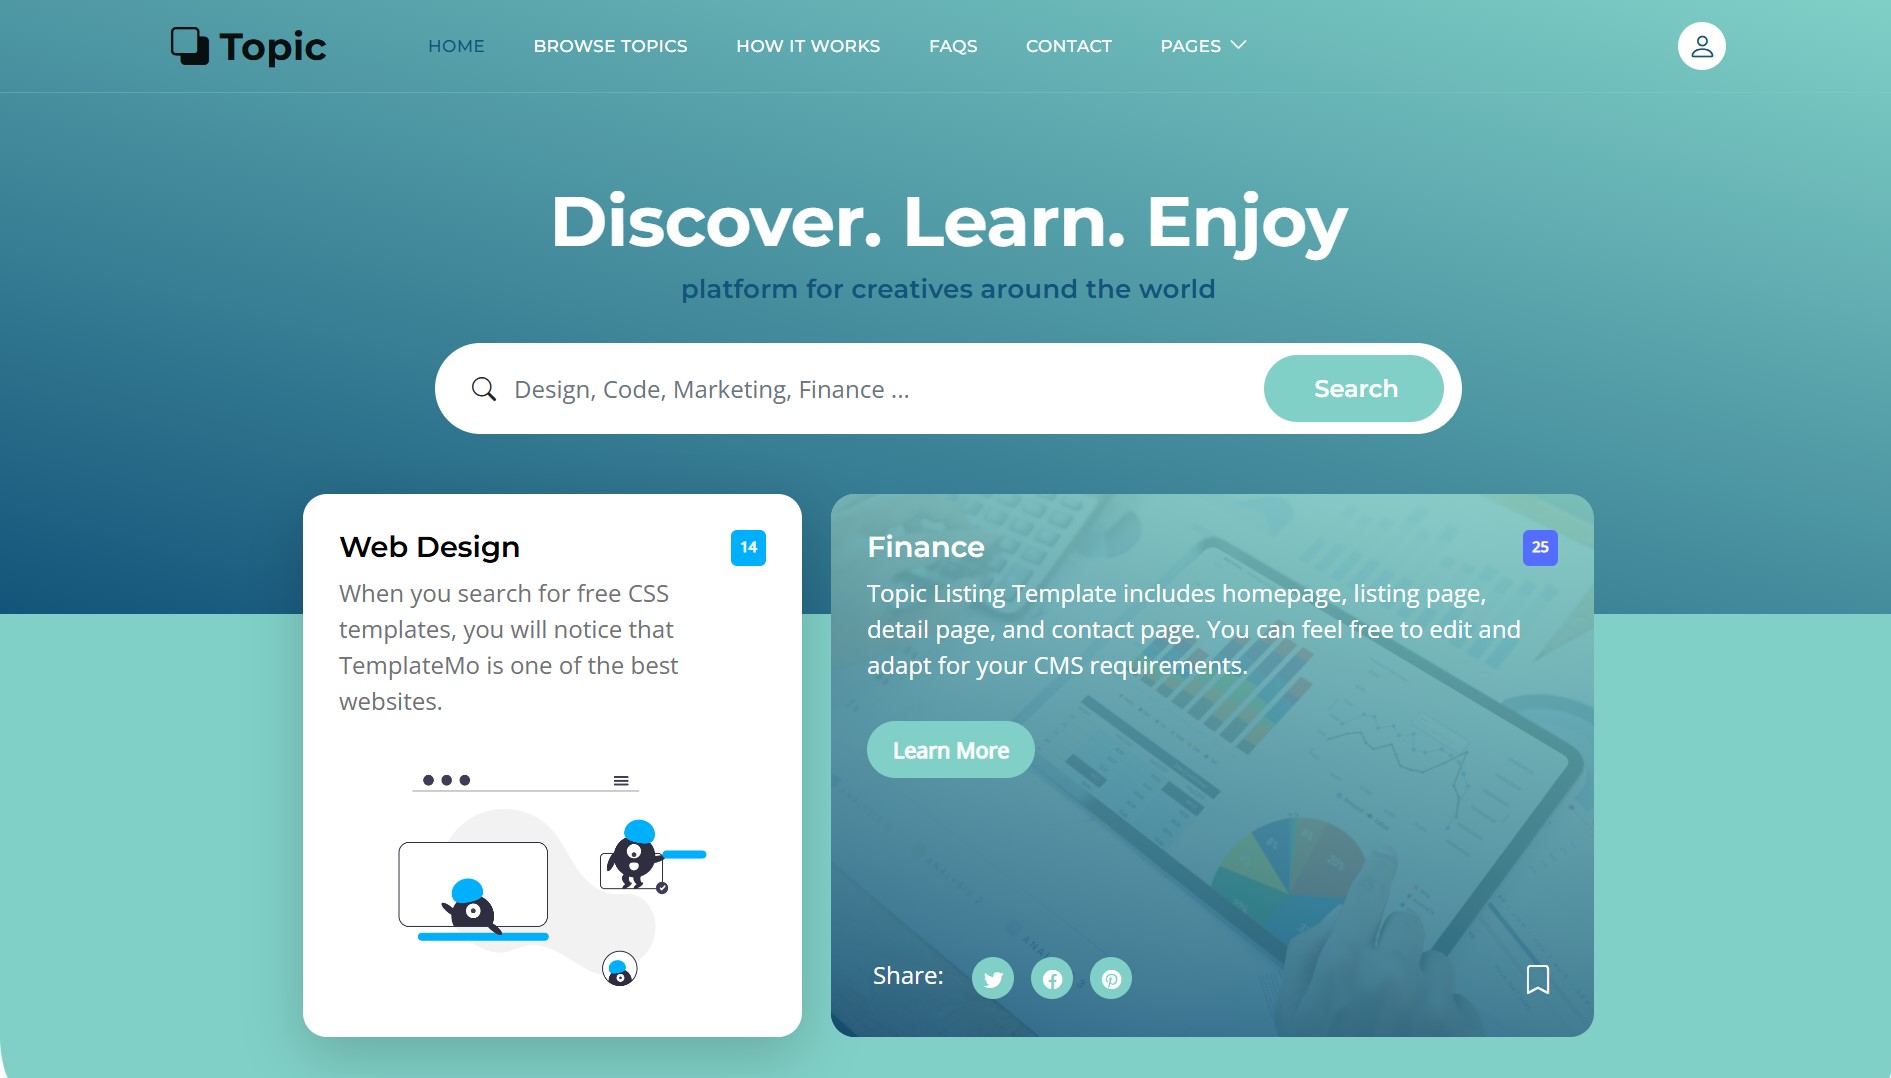 Topic
HOME
BROWSE TOPICS
HOW IT WORKS
FAQS
CONTACT
PAGES
Discover. Learn. Enjoy
platform for creatives around the world
Design, Code, Marketing, Finance ...
Search
Web Design
14
When you search for free CSS
templates, you will notice that
TemplateMo is one of the best
websites.
Finance
25
Topic Listing Template includes homepage, listing page,
detail page, and contact page. You can feel free to edit and
adapt for your CMS requirements.
Learn More
Share: